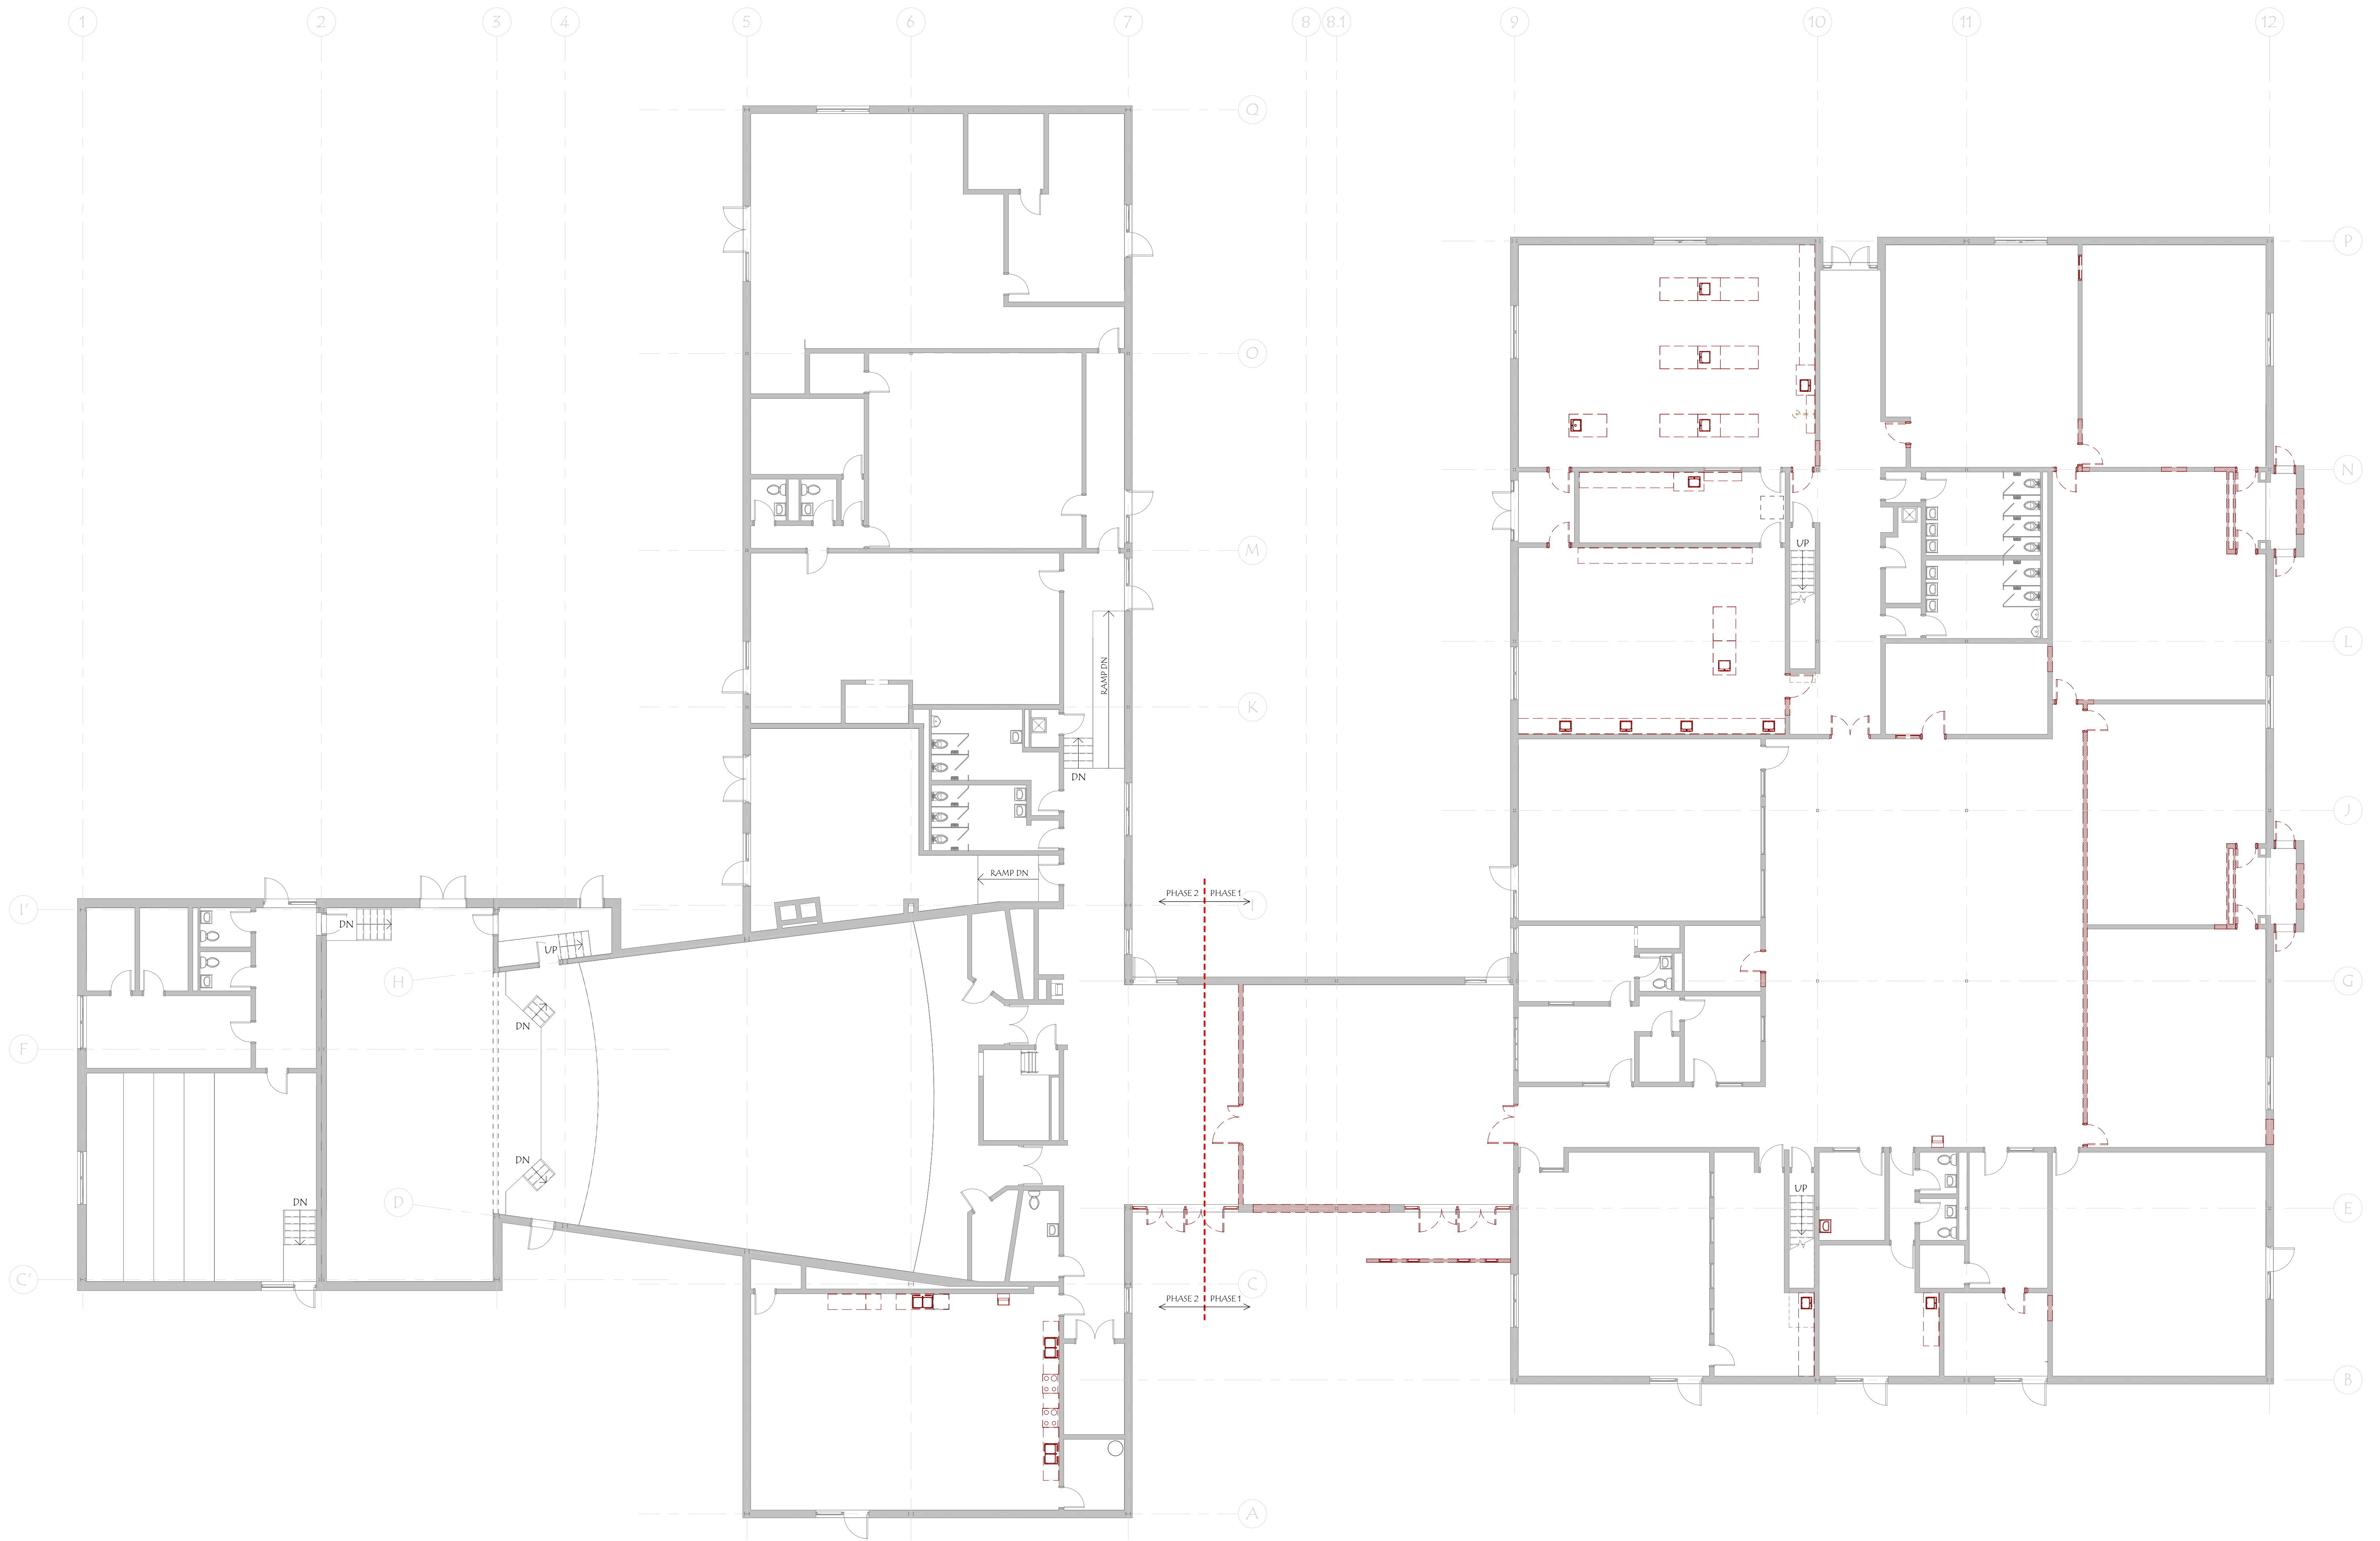 1 2 3 4 5 6 7 8 8.1 9 10 11 12
Q
P
O
N
M
UP
L
RAMP DN
K
DN
J
RAMP DN
PHASE 2 PHASE 1
I' I
DN
UP
H G
DN
F
DN
UP
D E
DN
C' C
PHASE 2 PHASE 1
B
A